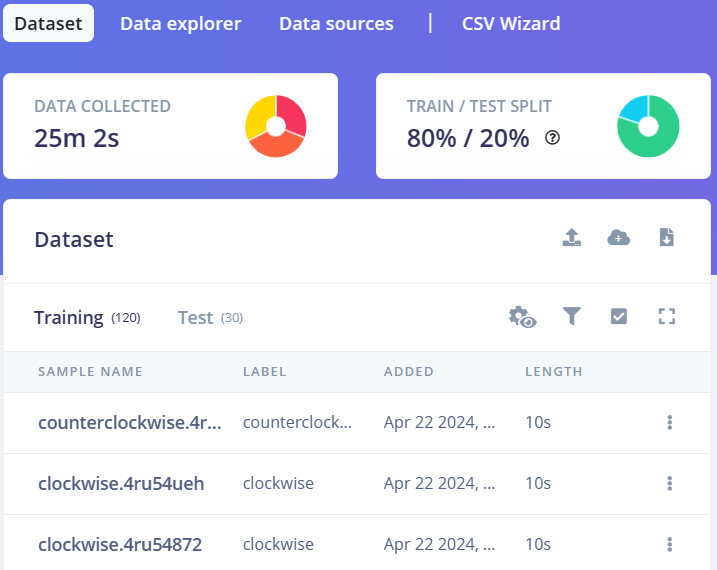 Dataset Data explorer Data sources | CSV Wizard
DATA COLLECTED
25m 2s
TRAIN / TEST SPLIT
80% / 20%
Dataset
Training (120) Test (30)
SAMPLE NAME LABEL ADDED LENGTH
counterclockwise.4r... counterclock... Apr 22 2024, ... 10s
clockwise.4ru54ueh clockwise Apr 22 2024, ... 10s
clockwise.4ru54872 clockwise Apr 22 2024, ... 10s